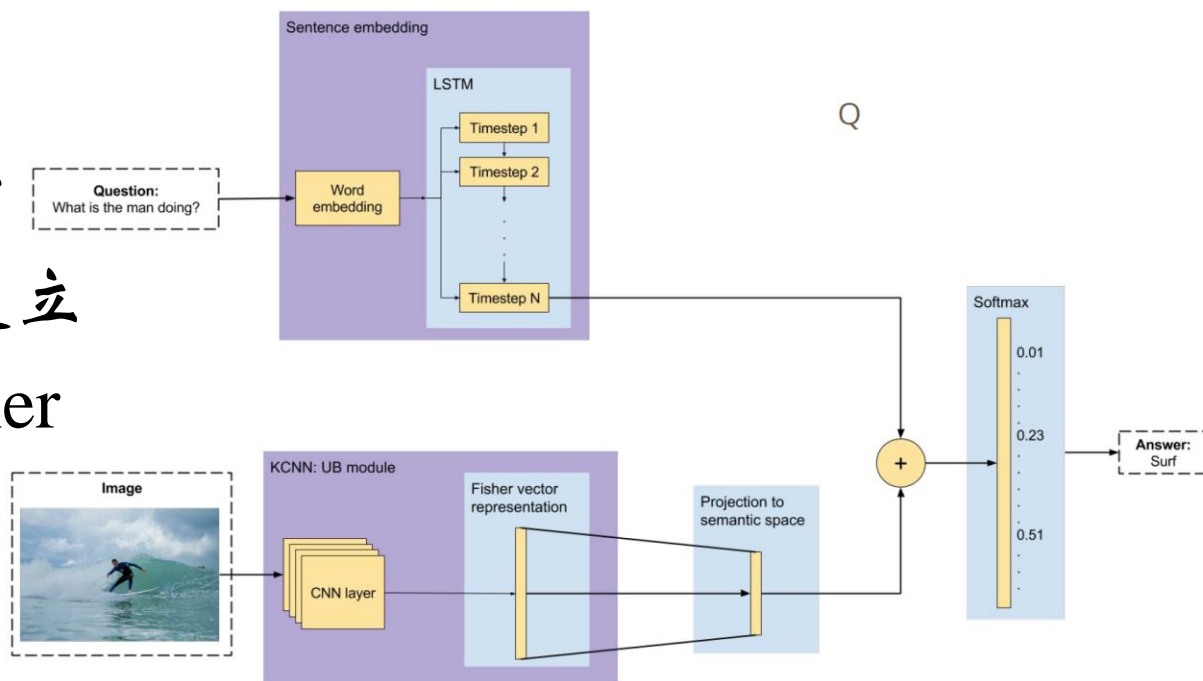 Sentence embedding
LSTM
Timestep 1
Timestep 2
.
.
.
Timestep N
Word
embedding
Question:
What is the man doing?
Q
立
er
Softmax
0.01
.
.
.
.
0.23
.
.
.
.
0.51
.
.
.
+
Answer:
Surf
Image
KCNN: UB module
CNN layer
Fisher vector
representation
Projection to
semantic space